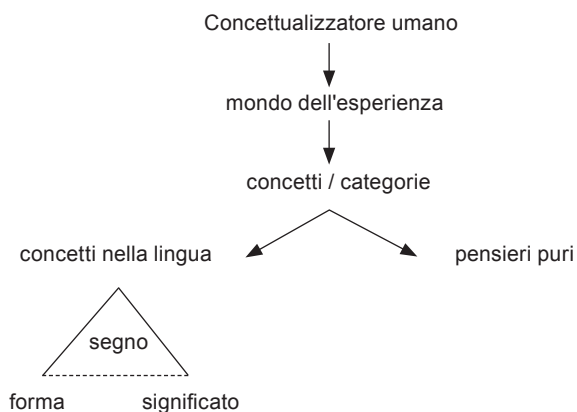 Concettualizzatore umano
mondo dell'esperienza
concetti / categorie
concetti nella lingua pensieri puri
segno
forma significato